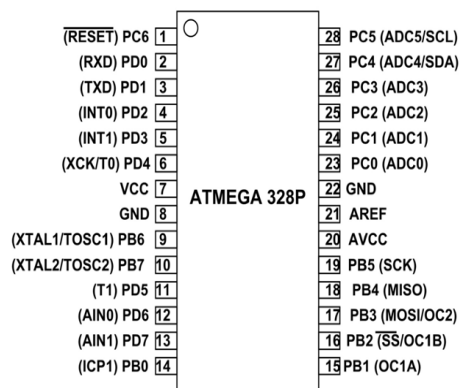 (RESET) PC6 1
(RXD) PD0 2
(TXD) PD1 3
(INT0) PD2 4
(INT1) PD3 5
(XCK/T0) PD4 6
VCC 7
GND 8
(XTAL1/TOSC1) PB6 9
(XTAL2/TOSC2) PB7 10
(T1) PD5 11
(AIN0) PD6 12
(AIN1) PD7 13
(ICP1) PB0 14
ATMEGA 328P
28 PC5 (ADC5/SCL)
27 PC4 (ADC4/SDA)
26 PC3 (ADC3)
25 PC2 (ADC2)
24 PC1 (ADC1)
23 PC0 (ADC0)
22 GND
21 AREF
20 AVCC
19 PB5 (SCK)
18 PB4 (MISO)
17 PB3 (MOSI/OC2)
16 PB2 (SS/OC1B)
15 PB1 (OC1A)